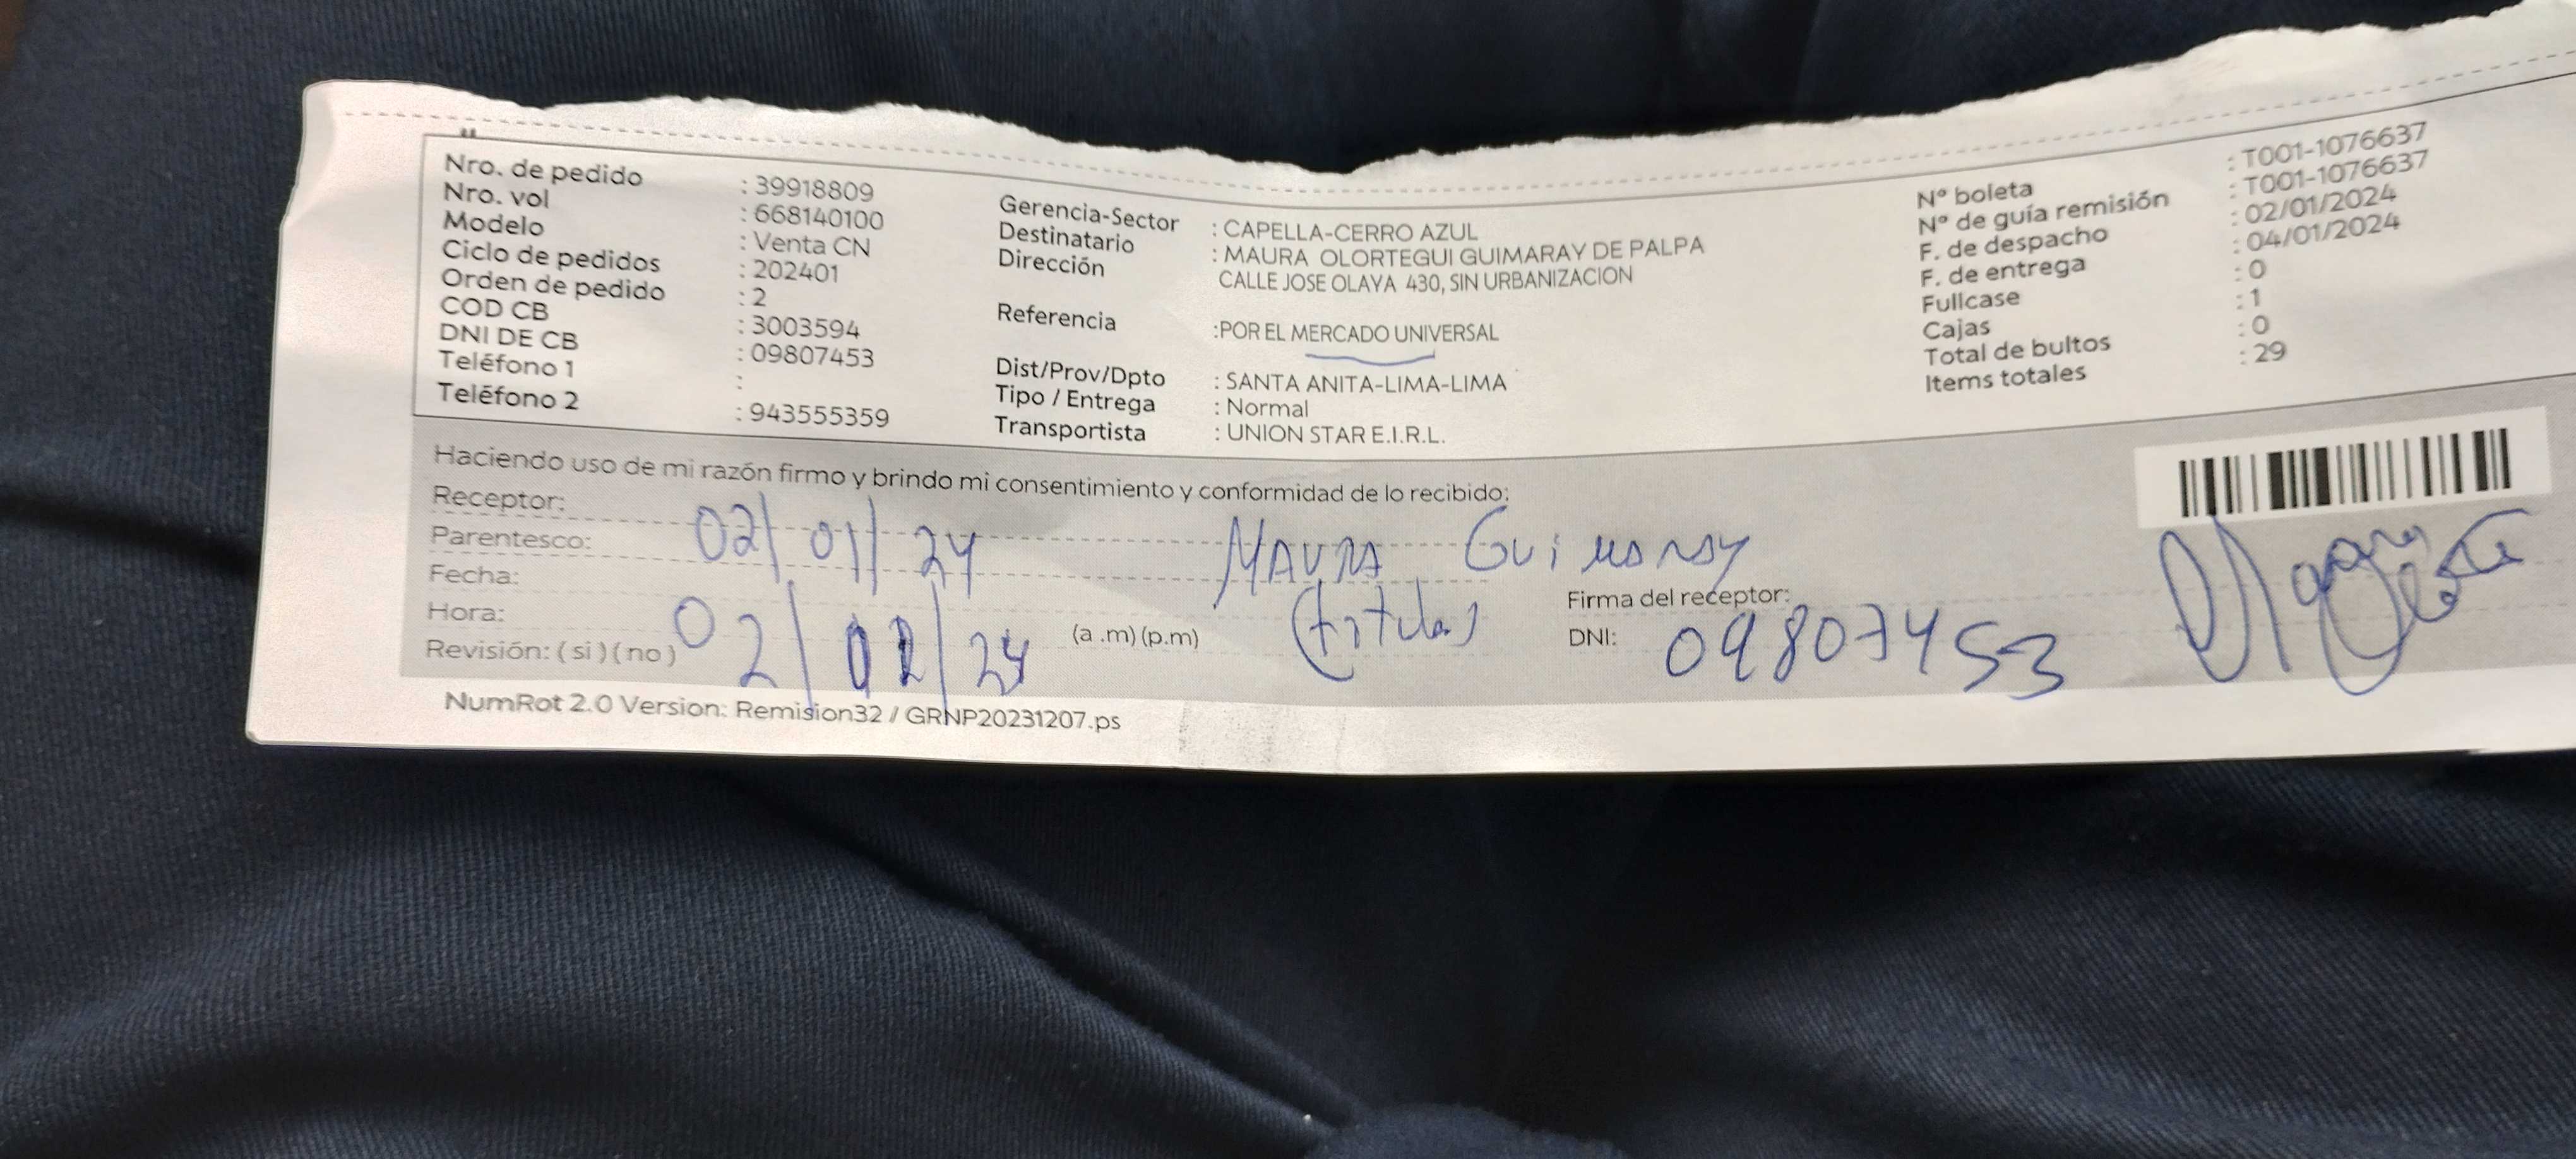 Nro. de pedido : 39918809
Nro. vol : 668140100
Modelo : Venta CN
Ciclo de pedidos : 202401
Orden de pedido : 2
COD CB : 3003594
DNI DE CB : 09807453
Teléfono 1 :
Teléfono 2 : 943555359
Gerencia-Sector : CAPELLA-CERRO AZUL
Destinatario : MAURA OLORTEGUI GUIMARAY DE PALPA
Dirección CALLE JOSE OLAYA 430, SIN URBANIZACION
Referencia :POR EL MERCADO UNIVERSAL
Dist/Prov/Dpto : SANTA ANITA-LIMA-LIMA
Tipo / Entrega : Normal
Transportista : UNION STAR E.I.R.L.
Nº boleta : T001-1076637
Nº de guía remisión : T001-1076637
F. de despacho : 02/01/2024
F. de entrega : 04/01/2024
Fullcase : 0
Cajas : 1
Total de bultos : 0
Items totales : 29
Haciendo uso de mi razón firmo y brindo mi consentimiento y conformidad de lo recibido:
Receptor:
Parentesco: 02/01/24 MAURA Guimaray
Fecha:
Hora: (titular) Firma del receptor:
Revisión: (si) (no) 02/ /24 (a .m) (p.m) DNI: 09807453
NumRot 2.0 Version: Remision32 / GRNP20231207.ps